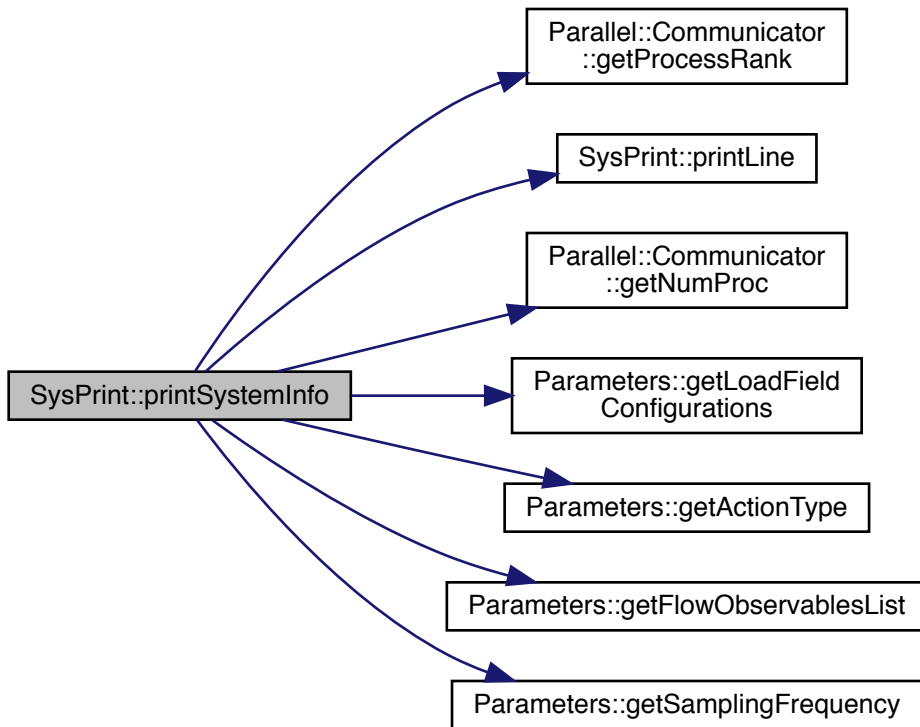 Parallel::Communicator
::getProcessRank
SysPrint::printLine
Parallel::Communicator
::getNumProc
SysPrint::printSystemInfo
Parameters::getLoadField
Configurations
Parameters::getActionType
Parameters::getFlowObservablesList
Parameters::getSamplingFrequency